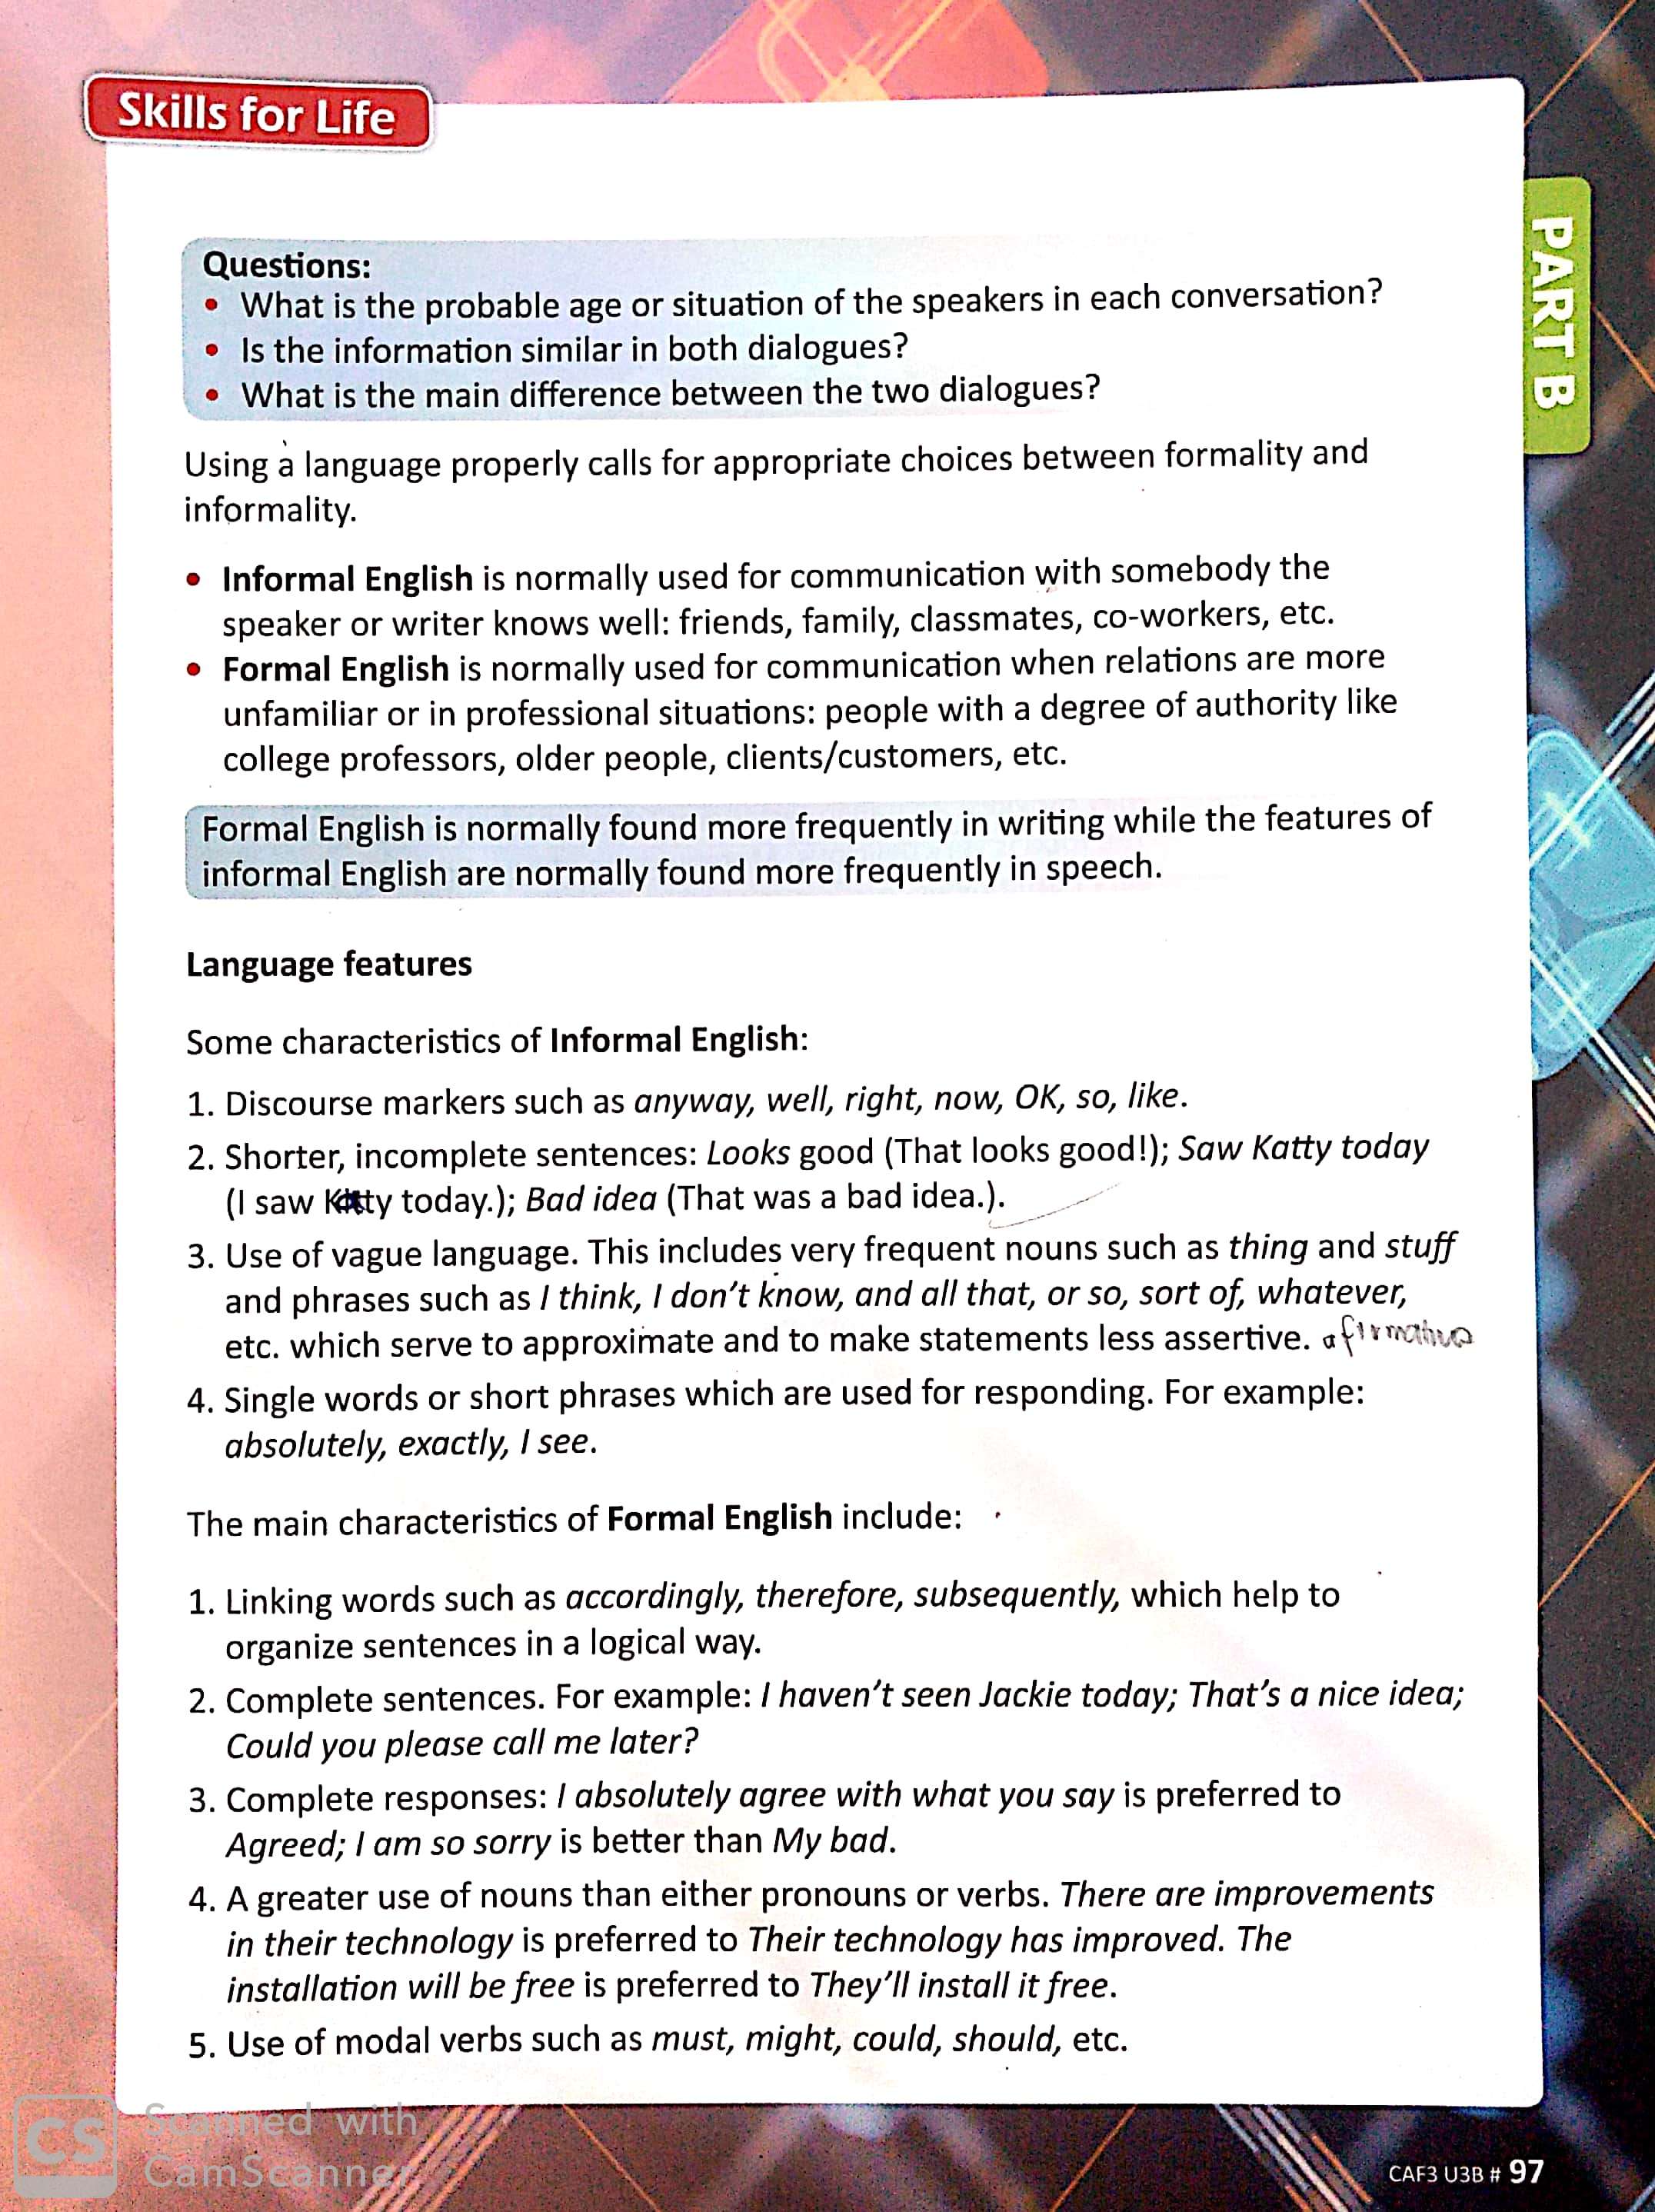 Skills for Life
PART B
Questions:
• What is the probable age or situation of the speakers in each conversation?
• Is the information similar in both dialogues?
• What is the main difference between the two dialogues?
Using a language properly calls for appropriate choices between formality and
informality.
• Informal English is normally used for communication with somebody the
speaker or writer knows well: friends, family, classmates, co-workers, etc.
• Formal English is normally used for communication when relations are more
unfamiliar or in professional situations: people with a degree of authority like
college professors, older people, clients/customers, etc.
Formal English is normally found more frequently in writing while the features of
informal English are normally found more frequently in speech.
Language features
Some characteristics of Informal English:
1. Discourse markers such as anyway, well, right, now, OK, so, like.
2. Shorter, incomplete sentences: Looks good (That looks good!); Saw Katty today
(I saw Katty today.); Bad idea (That was a bad idea.).
3. Use of vague language. This includes very frequent nouns such as thing and stuff
and phrases such as I think, I don't know, and all that, or so, sort of, whatever,
etc. which serve to approximate and to make statements less assertive. afirmativo
4. Single words or short phrases which are used for responding. For example:
absolutely, exactly, I see.
The main characteristics of Formal English include:
1. Linking words such as accordingly, therefore, subsequently, which help to
organize sentences in a logical way.
2. Complete sentences. For example: I haven't seen Jackie today; That's a nice idea;
Could you please call me later?
3. Complete responses: I absolutely agree with what you say is preferred to
Agreed; I am so sorry is better than My bad.
4. A greater use of nouns than either pronouns or verbs. There are improvements
in their technology is preferred to Their technology has improved. The
installation will be free is preferred to They'll install it free.
5. Use of modal verbs such as must, might, could, should, etc.
CS Scanned with
CamScanner
CAF3 U3B # 97